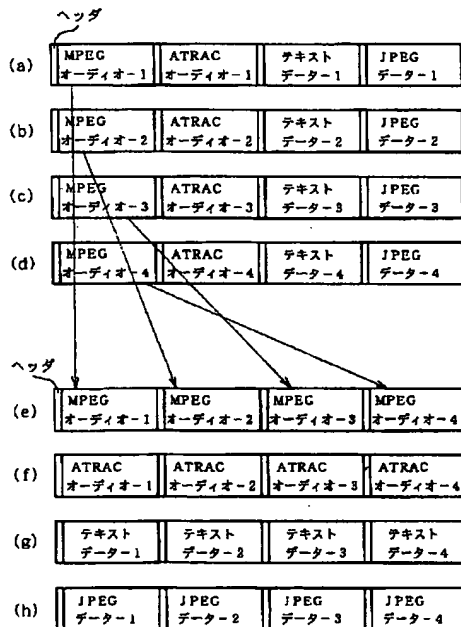 ヘッダ
(a) MPEG ATRAC テキスト JPEG
オーディオ-1 オーディオ-1 データ-1 データ-1
(b) MPEG ATRAC テキスト JPEG
オーディオ-2 オーディオ-2 データ-2 データ-2
(c) MPEG ATRAC テキスト JPEG
オーディオ-3 オーディオ-3 データ-3 データ-3
(d) MPEG ATRAC テキスト JPEG
オーディオ-4 オーディオ-4 データ-4 データ-4
ヘッダ
(e) MPEG MPEG MPEG MPEG
オーディオ-1 オーディオ-2 オーディオ-3 オーディオ-4
(f) ATRAC ATRAC ATRAC ATRAC
オーディオ-1 オーディオ-2 オーディオ-3 オーディオ-4
(g) テキスト テキスト テキスト テキスト
データ-1 データ-2 データ-3 データ-4
(h) JPEG JPEG JPEG JPEG
データ-1 データ-2 データ-3 データ-4